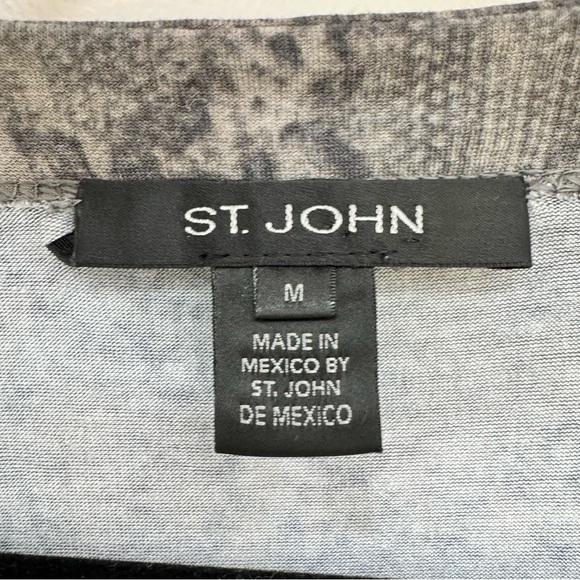 ST. JOHN
M
MADE IN
MEXICO BY
ST. JOHN
DE MEXICO